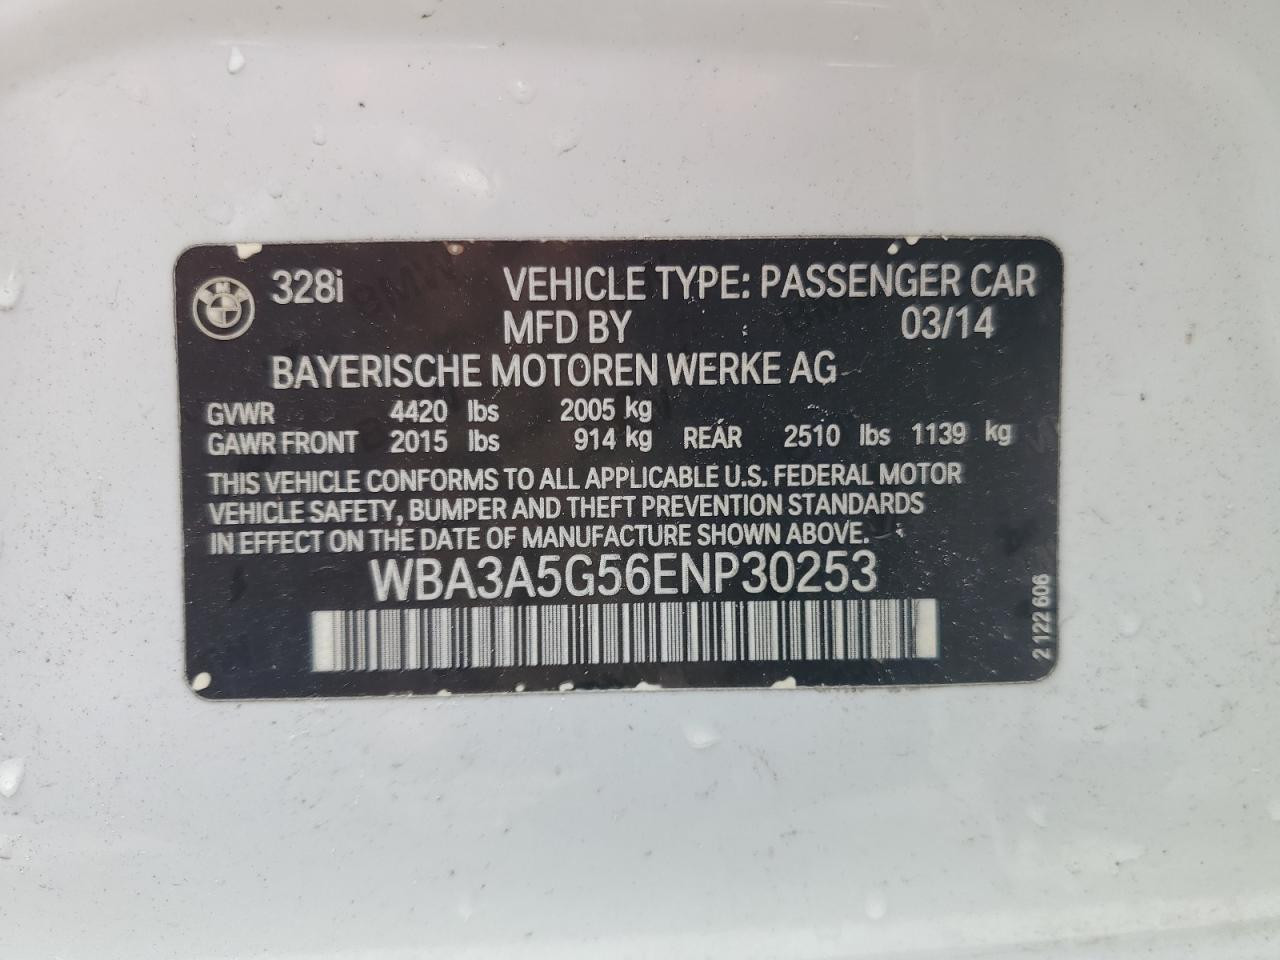 BMW 328i VEHICLE TYPE: PASSENGER CAR
MFD BY 03/14
BAYERISCHE MOTOREN WERKE AG
GVWR 4420 lbs 2005 kg
GAWR FRONT 2015 lbs 914 kg REAR 2510 lbs 1139 kg
THIS VEHICLE CONFORMS TO ALL APPLICABLE U.S. FEDERAL MOTOR
VEHICLE SAFETY, BUMPER AND THEFT PREVENTION STANDARDS
IN EFFECT ON THE DATE OF MANUFACTURE SHOWN ABOVE.
WBA3A5G56ENP30253
2 122 606